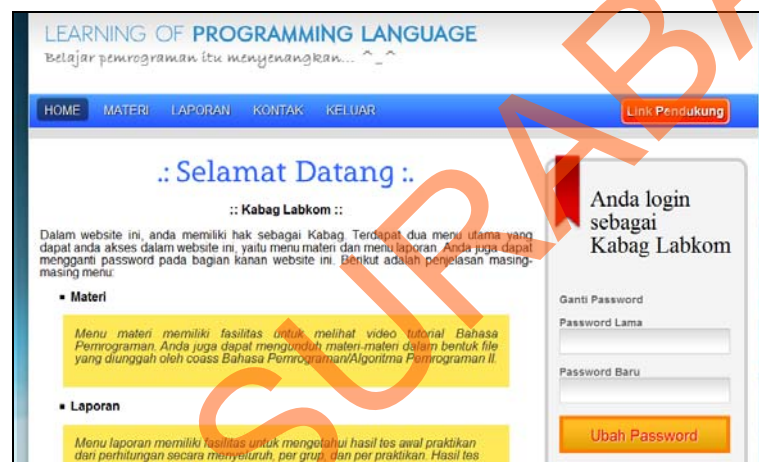 LEARNING OF PROGRAMMING LANGUAGE
Belajar pemrograman itu menyenangkan... ^_^
HOME MATERI LAPORAN KONTAK KELUAR Link Pendukung
.: Selamat Datang :.
:: Kabag Labkom ::
Dalam website ini, anda memiliki hak sebagai Kabag. Terdapat dua menu utama yang
dapat anda akses dalam website ini, yaitu menu materi dan menu laporan. Anda juga dapat
mengganti password pada bagian kanan website ini. Berikut adalah penjelasan masing-
masing menu:
▪ Materi
Menu materi memiliki fasilitas untuk melihat video tutorial Bahasa
Pemrograman. Anda juga dapat mengunduh materi-materi dalam bentuk file
yang diunggah oleh coass Bahasa Pemrograman/Algoritma Pemrograman II.
▪ Laporan
Menu laporan memiliki fasilitas untuk mengetahui hasil tes awal praktikan
dari perhitungan secara menyeluruh, per grup, dan per praktikan. Hasil tes
Anda login
sebagai
Kabag Labkom
Ganti Password
Password Lama
Password Baru
Ubah Password
SURABA